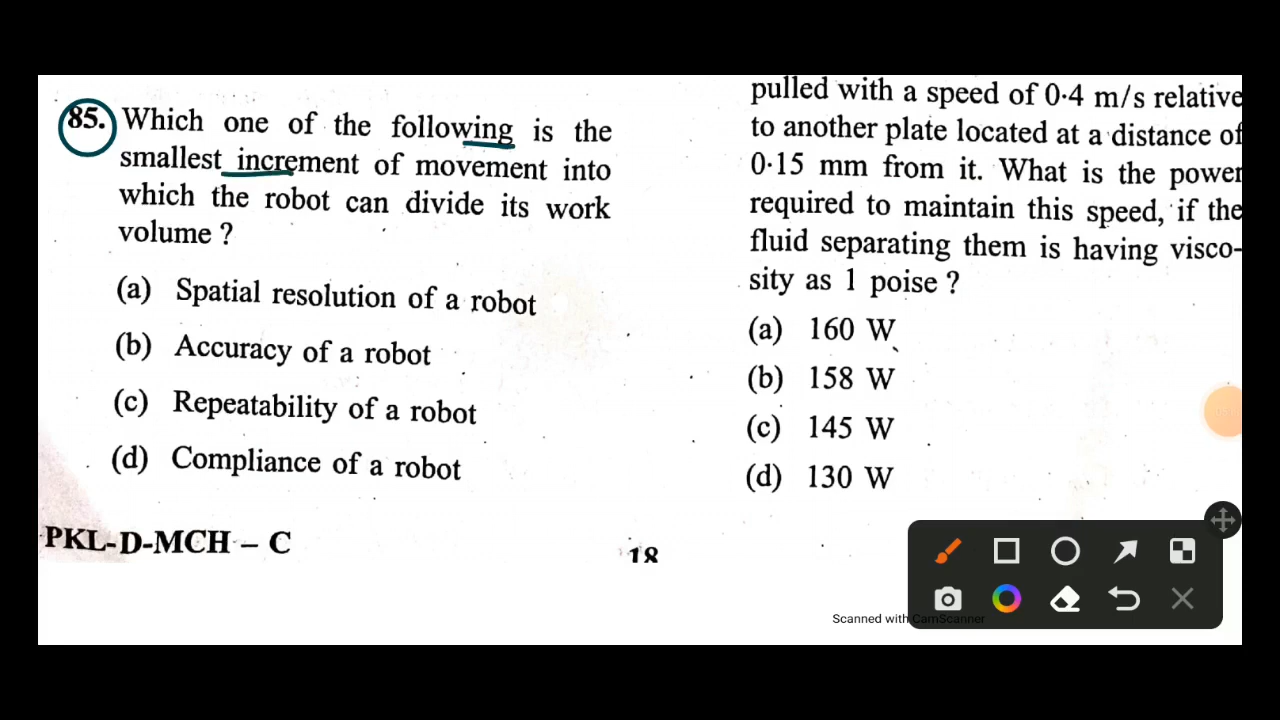 85. Which one of the following is the
smallest increment of movement into
which the robot can divide its work
volume ?
(a) Spatial resolution of a robot
(b) Accuracy of a robot
(c) Repeatability of a robot
(d) Compliance of a robot
PKL-D-MCH – C
18
pulled with a speed of 0·4 m/s relative
to another plate located at a distance of
0·15 mm from it. What is the power
required to maintain this speed, if the
fluid separating them is having visco-
sity as 1 poise ?
(a) 160 W
(b) 158 W
(c) 145 W
(d) 130 W
Scanned with CamScanner